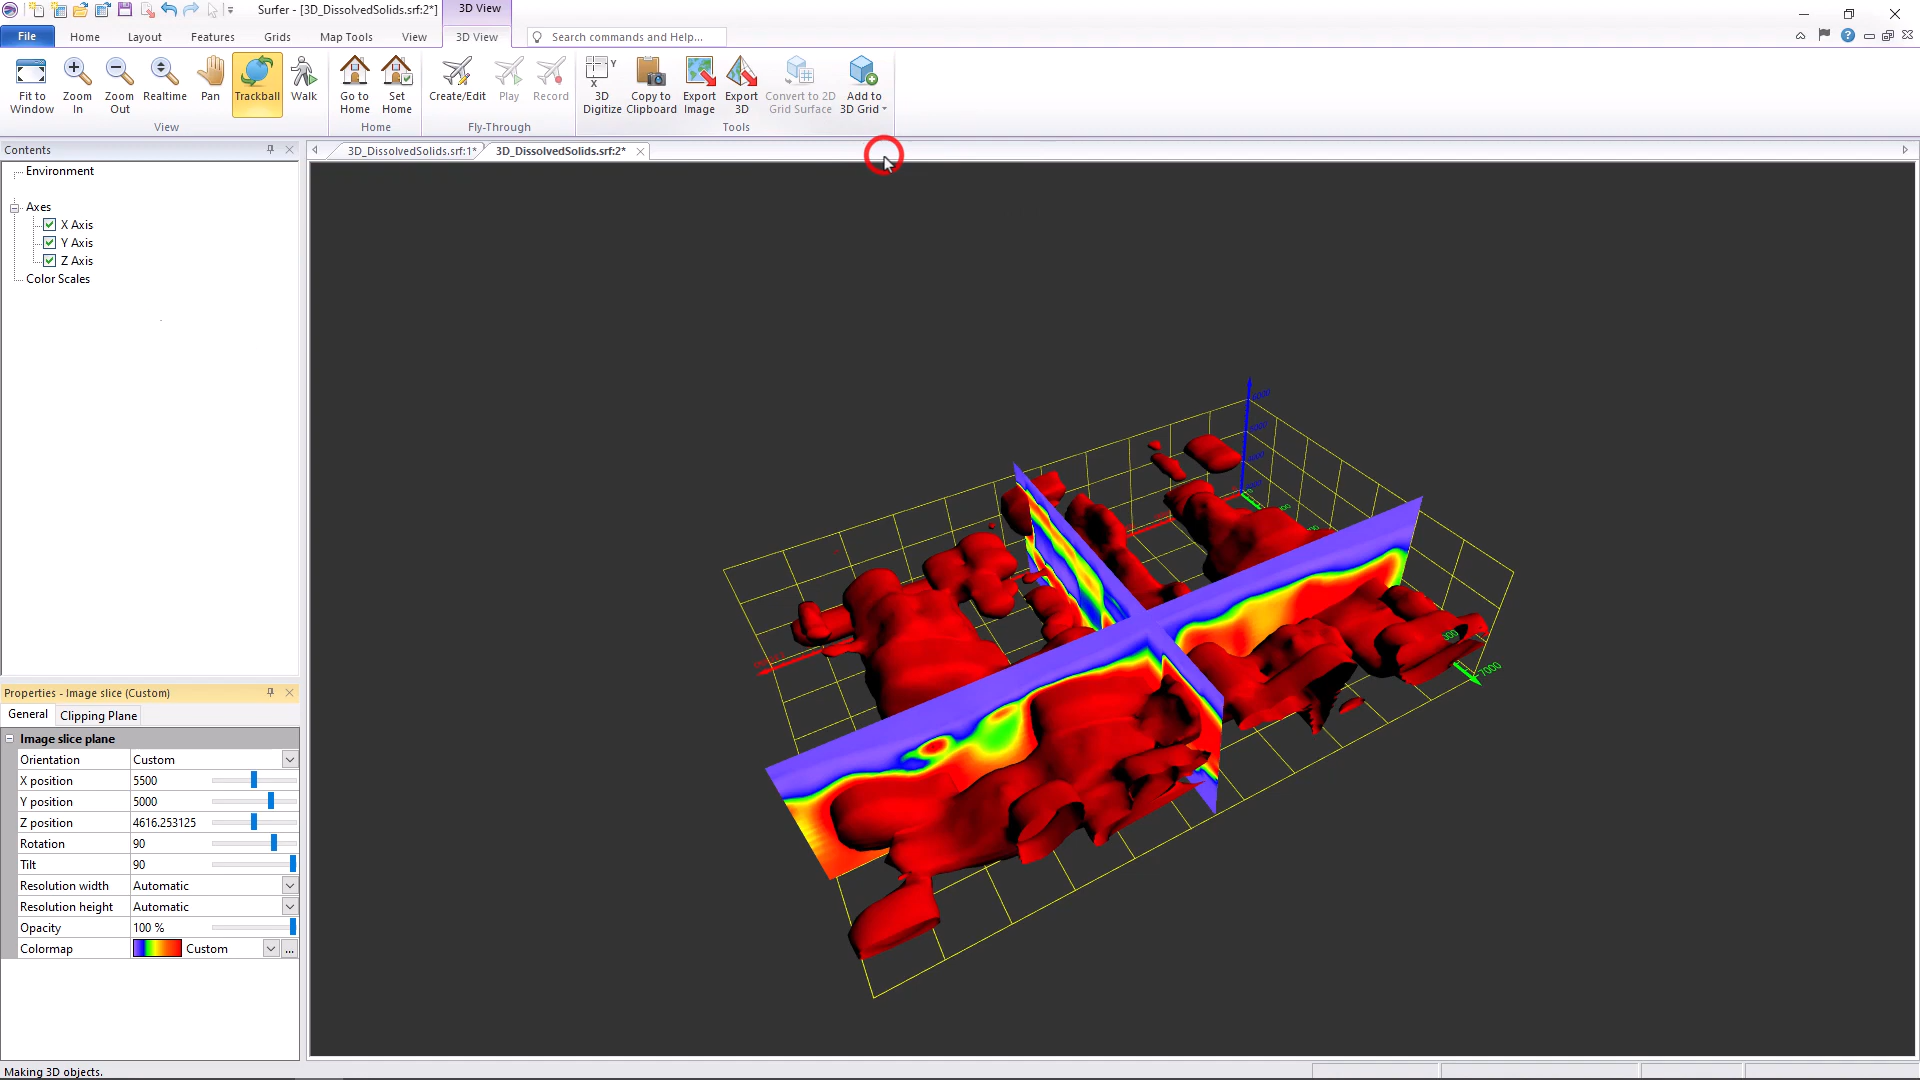 Surfer - [3D_DissolvedSolids.srf:2*]
3D View
File
Home
Layout
Features
Grids
Map Tools
View
3D View
Search commands and Help...
Fit to Window
Zoom In
Zoom Out
Realtime
Pan
Trackball
Walk
Go to Home
Set Home
Create/Edit
Play
Record
3D Digitize
Copy to Clipboard
Export Image
Export 3D
Convert to 2D Grid Surface
Add to 3D Grid
View
Home
Fly-Through
Tools
Contents
3D_DissolvedSolids.srf:1*
3D_DissolvedSolids.srf:2*
Environment
Axes
X Axis
Y Axis
Z Axis
Color Scales
7000
Properties - Image slice (Custom)
General
Clipping Plane
Image slice plane
Orientation Custom
X position 5500
Y position 5000
Z position 4616.253125
Rotation 90
Tilt 90
Resolution width Automatic
Resolution height Automatic
Opacity 100 %
Colormap Custom ...
Making 3D objects.